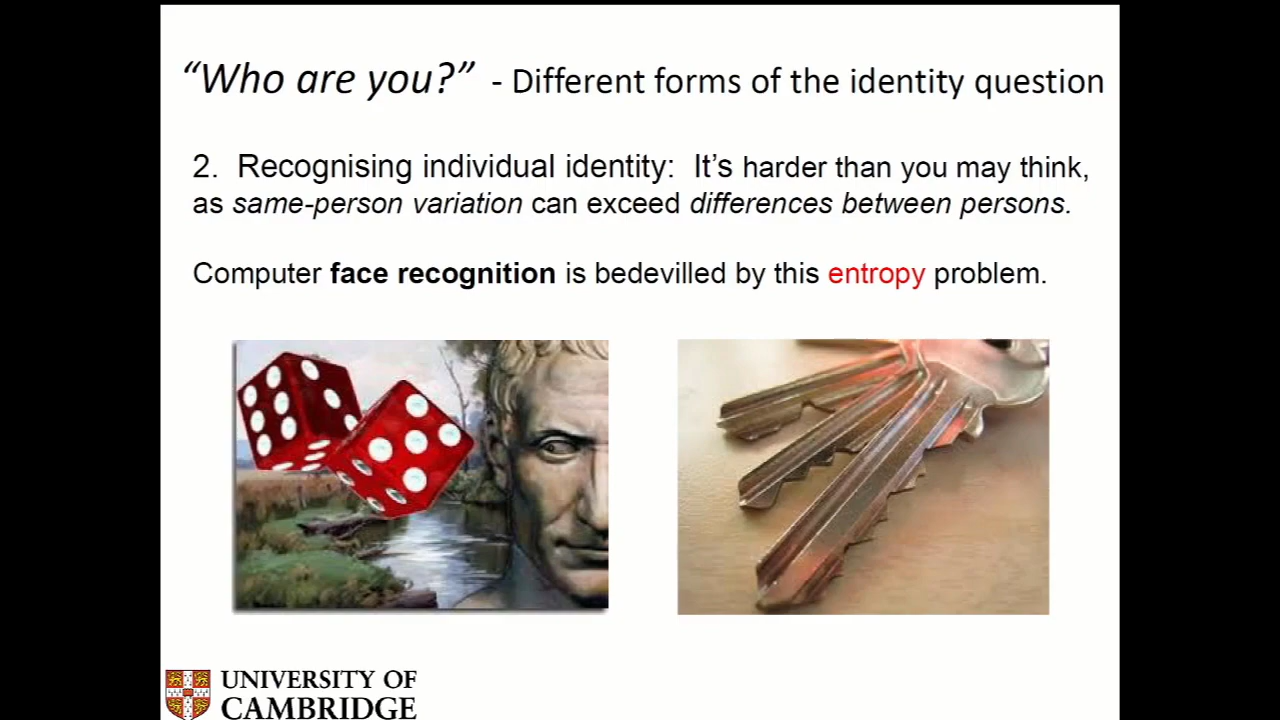 “Who are you?” - Different forms of the identity question
2. Recognising individual identity: It’s harder than you may think,
as same-person variation can exceed differences between persons.
Computer face recognition is bedevilled by this entropy problem.
UNIVERSITY OF
CAMBRIDGE